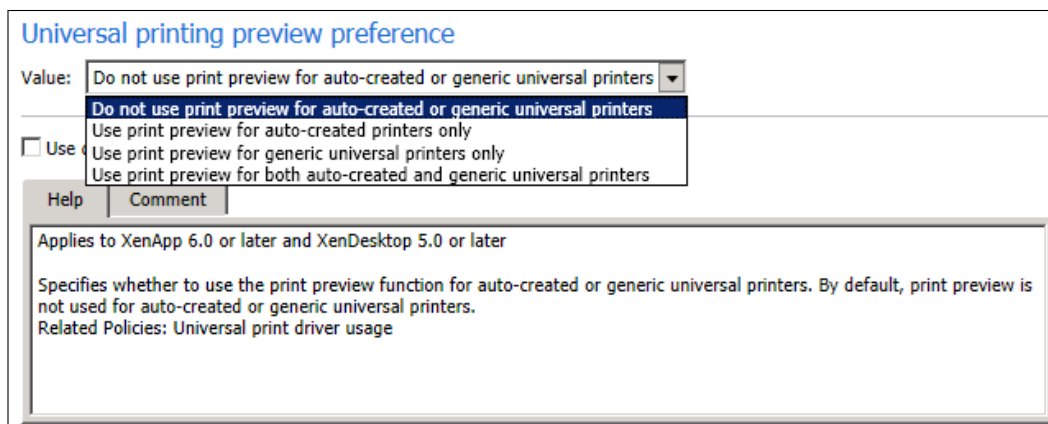 Universal printing preview preference
Value: Do not use print preview for auto-created or generic universal printers
Do not use print preview for auto-created or generic universal printers
Use print preview for auto-created printers only
Use print preview for generic universal printers only
Use print preview for both auto-created and generic universal printers
Use
Help Comment
Applies to XenApp 6.0 or later and XenDesktop 5.0 or later
Specifies whether to use the print preview function for auto-created or generic universal printers. By default, print preview is
not used for auto-created or generic universal printers.
Related Policies: Universal print driver usage